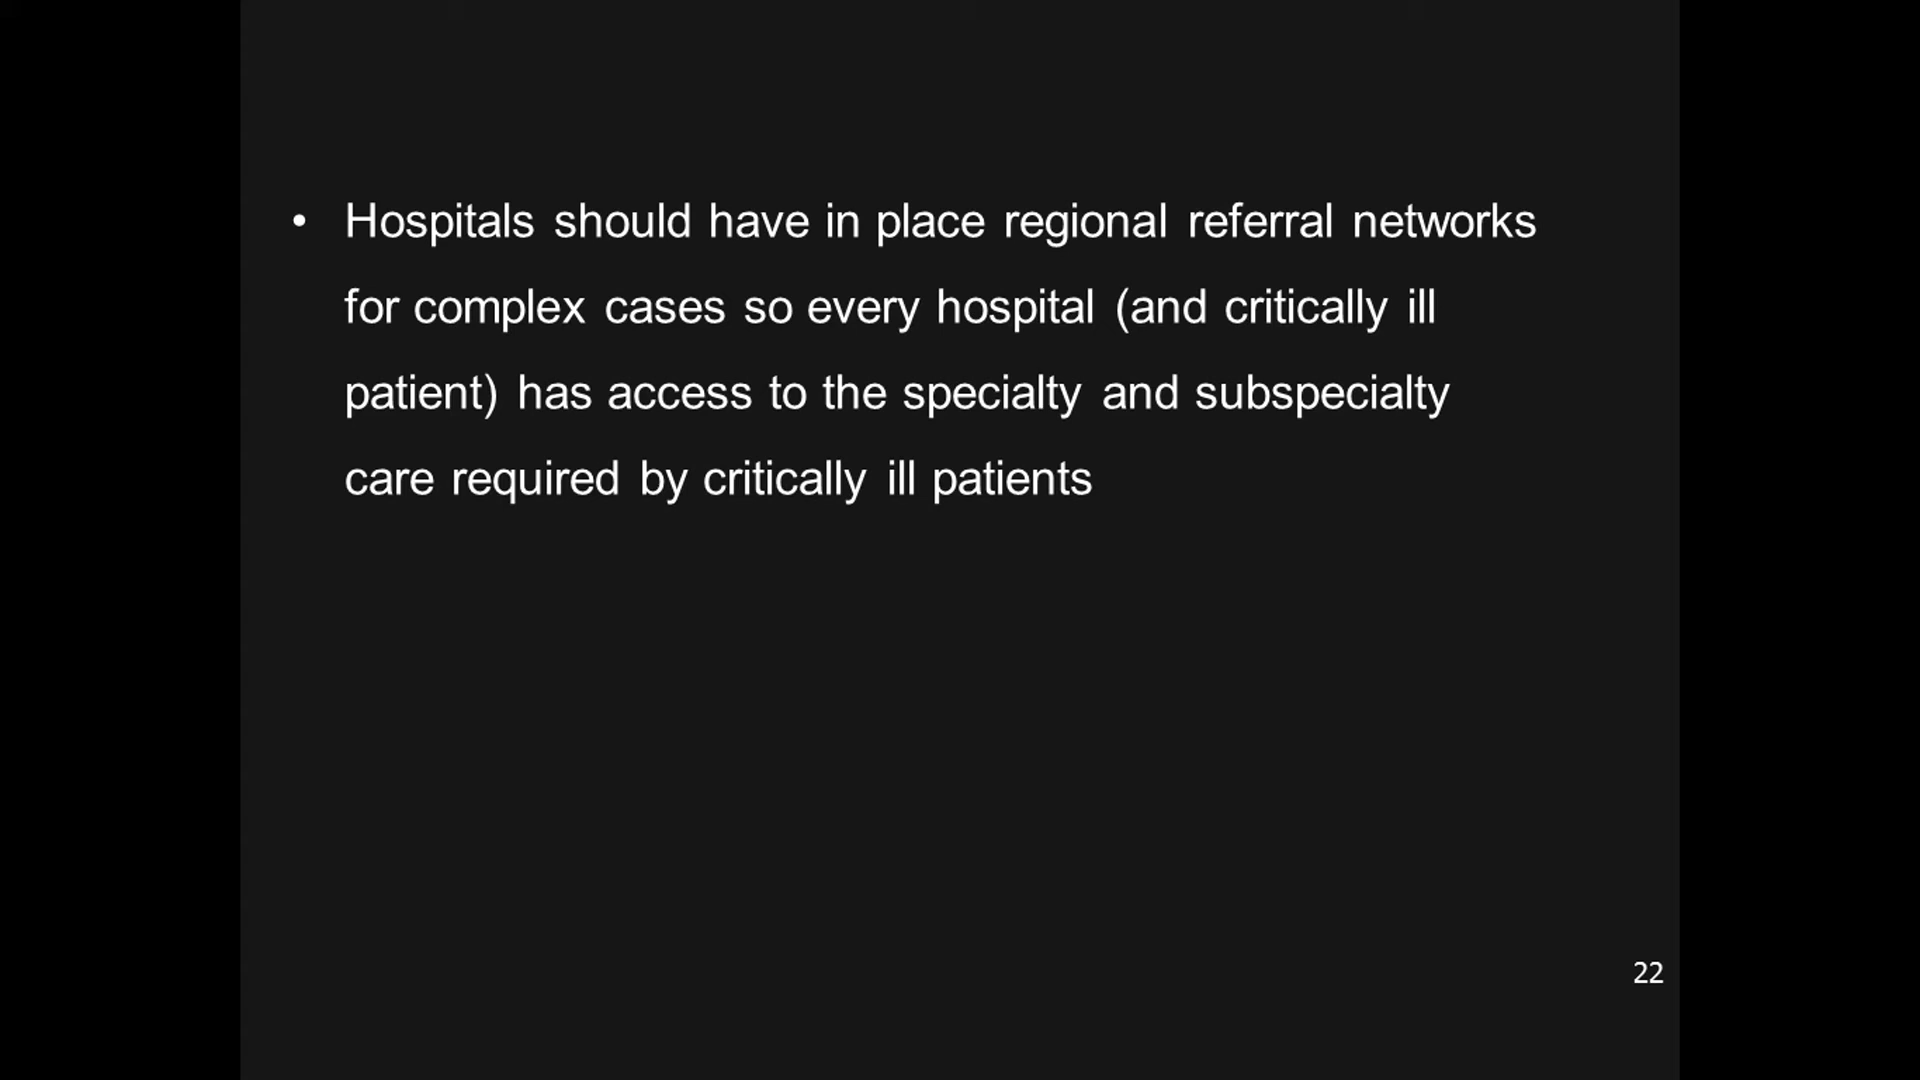 • Hospitals should have in place regional referral networks
for complex cases so every hospital (and critically ill
patient) has access to the specialty and subspecialty
care required by critically ill patients
22